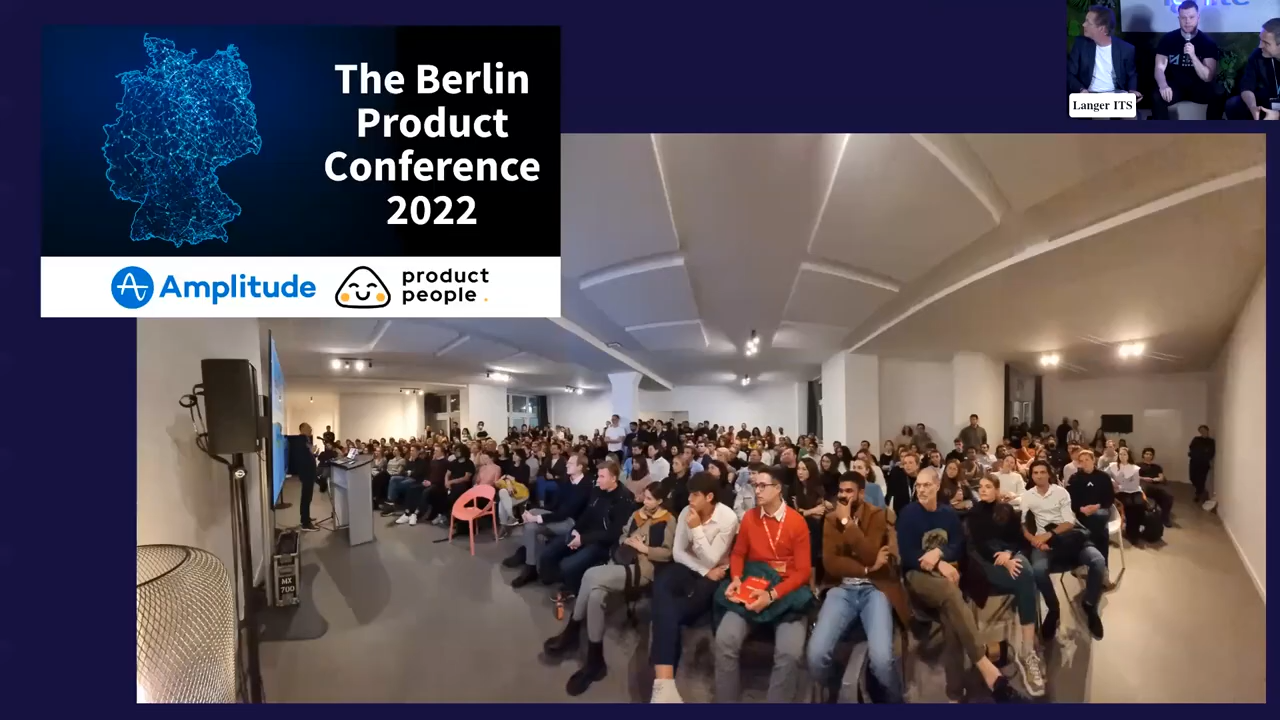 The Berlin
Product
Conference
2022
Amplitude
product
people.
Langer ITS
MX
700